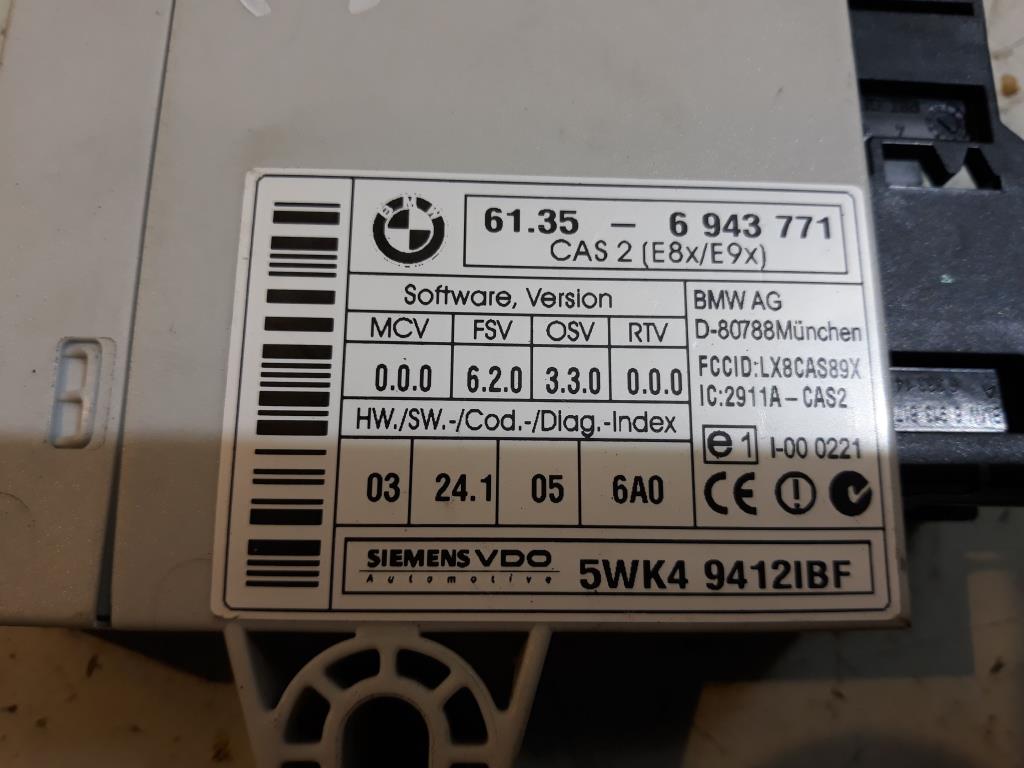 BMW
61.35 - 6 943 771
CAS 2 (E8x/E9x)
Software, Version
MCV FSV OSV RTV
0.0.0 6.2.0 3.3.0 0.0.0
HW./SW.-/Cod.-/Diag.-Index
03 24.1 05 6A0
BMW AG
D-80788München
FCCID:LX8CAS89X
IC:2911A-CAS2
e1 I-00 0221
CE
SIEMENS VDO
Automotive
5WK4 9412IBF